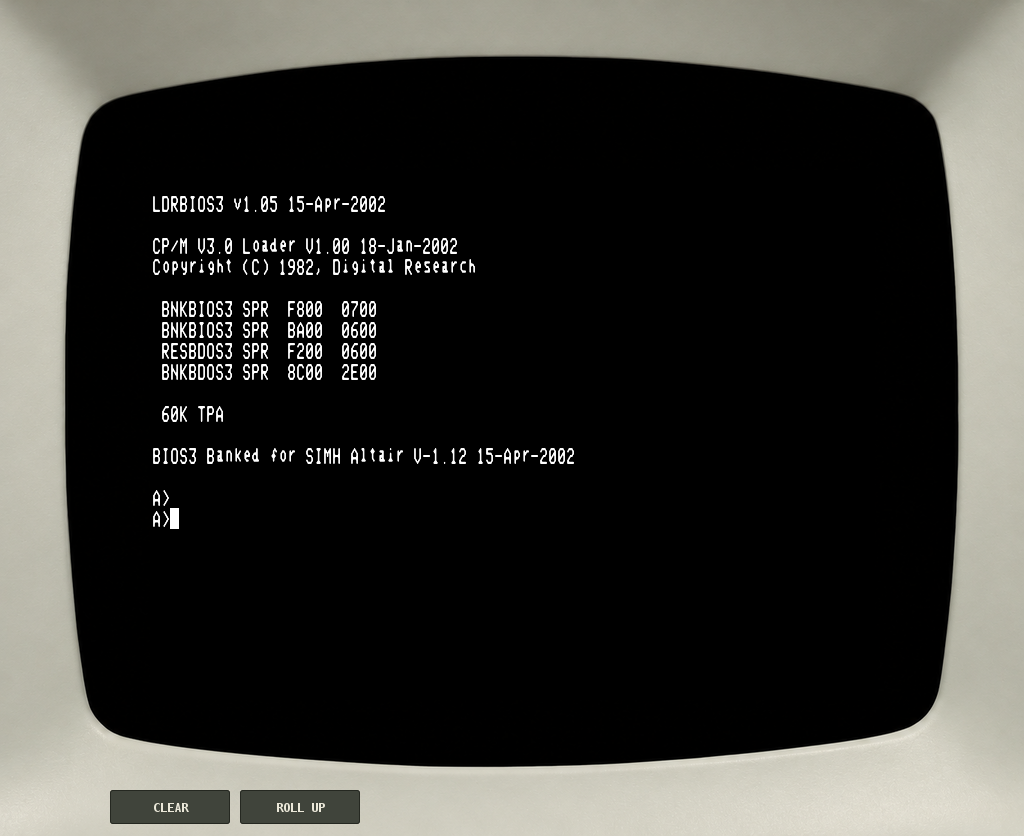 LDRBIOS3 v1.05 15-Apr-2002
CP/M V3.0 Loader V1.00 18-Jan-2002
Copyright (C) 1982, Digital Research
BNKBIOS3 SPR  F800  0700
BNKBIOS3 SPR  BA00  0600
RESBDOS3 SPR  F200  0600
BNKBDOS3 SPR  8C00  2E00
60K TPA
BIOS3 Banked for SIMH Altair V-1.12 15-Apr-2002
A>
A>
CLEAR
ROLL UP